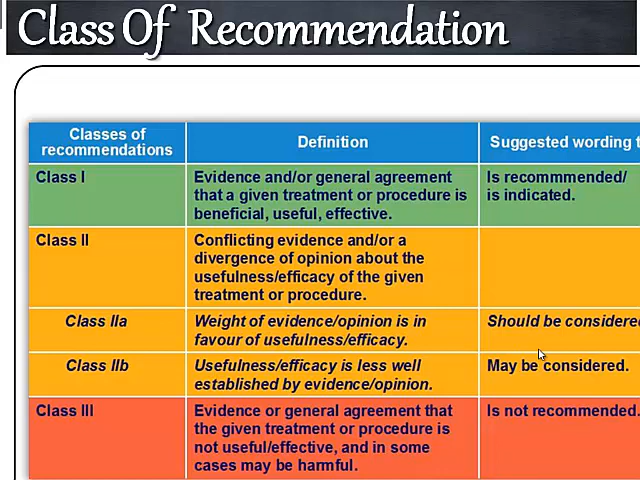 Class Of Recommendation
Classes of
recommendations
Definition
Suggested wording t
Class I
Evidence and/or general agreement
that a given treatment or procedure is
beneficial, useful, effective.
Is recommmended/
is indicated.
Class II
Conflicting evidence and/or a
divergence of opinion about the
usefulness/efficacy of the given
treatment or procedure.
Class IIa
Weight of evidence/opinion is in
favour of usefulness/efficacy.
Should be considered
Class IIb
Usefulness/efficacy is less well
established by evidence/opinion.
May be considered.
Class III
Evidence or general agreement that
the given treatment or procedure is
not useful/effective, and in some
cases may be harmful.
Is not recommended.